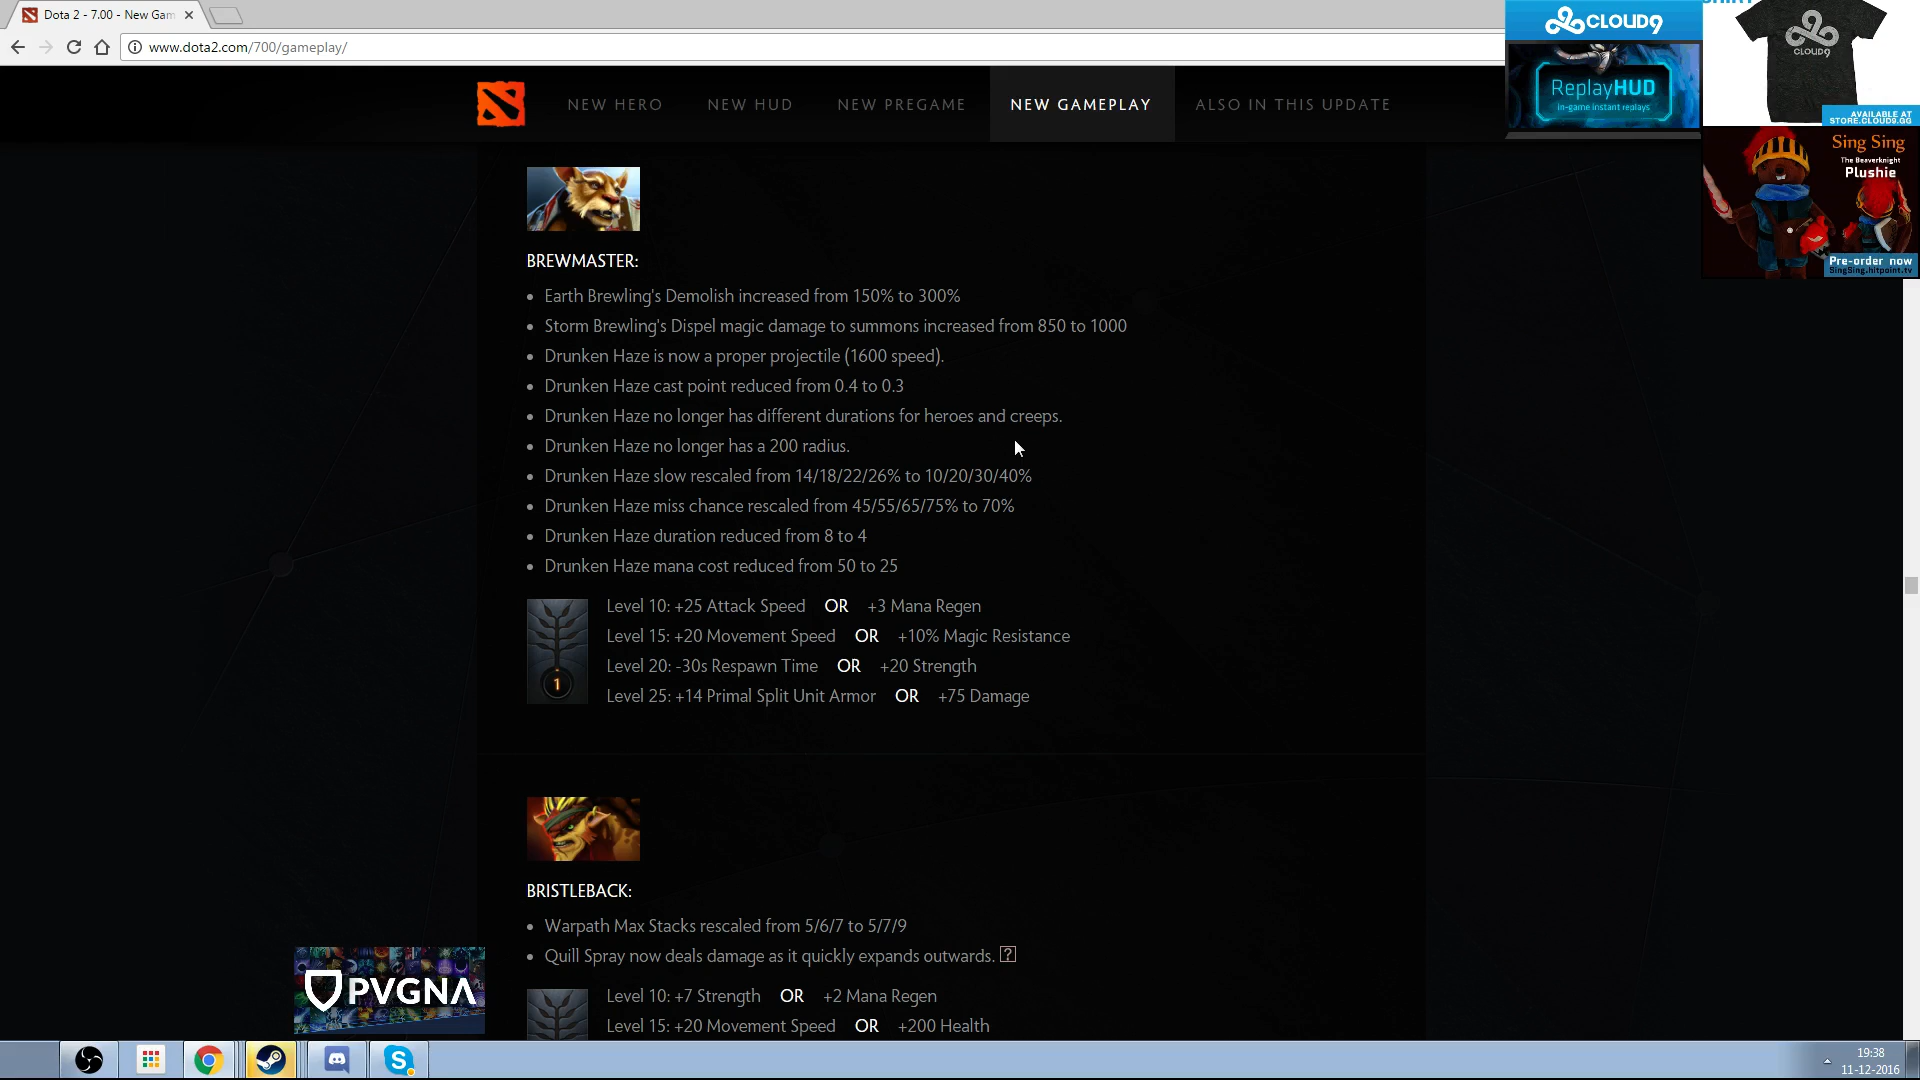 Dota 2 - 7.00 - New Gam
www.dota2.com/700/gameplay/
NEW HERO NEW HUD NEW PREGAME NEW GAMEPLAY ALSO IN THIS UPDATE
CLOUD9
ReplayHUD
in-game instant replays
CLOUD9
AVAILABLE AT
STORE.CLOUD9.GG
Sing Sing
The Beaverknight
Plushie
Pre-order now
SingSing.hitpoint.tv
BREWMASTER:
• Earth Brewling's Demolish increased from 150% to 300%
• Storm Brewling's Dispel magic damage to summons increased from 850 to 1000
• Drunken Haze is now a proper projectile (1600 speed).
• Drunken Haze cast point reduced from 0.4 to 0.3
• Drunken Haze no longer has different durations for heroes and creeps.
• Drunken Haze no longer has a 200 radius.
• Drunken Haze slow rescaled from 14/18/22/26% to 10/20/30/40%
• Drunken Haze miss chance rescaled from 45/55/65/75% to 70%
• Drunken Haze duration reduced from 8 to 4
• Drunken Haze mana cost reduced from 50 to 25
1
Level 10: +25 Attack Speed OR +3 Mana Regen
Level 15: +20 Movement Speed OR +10% Magic Resistance
Level 20: -30s Respawn Time OR +20 Strength
Level 25: +14 Primal Split Unit Armor OR +75 Damage
BRISTLEBACK:
• Warpath Max Stacks rescaled from 5/6/7 to 5/7/9
• Quill Spray now deals damage as it quickly expands outwards. ?
Level 10: +7 Strength OR +2 Mana Regen
Level 15: +20 Movement Speed OR +200 Health
PVGNA
19:38
11-12-2016